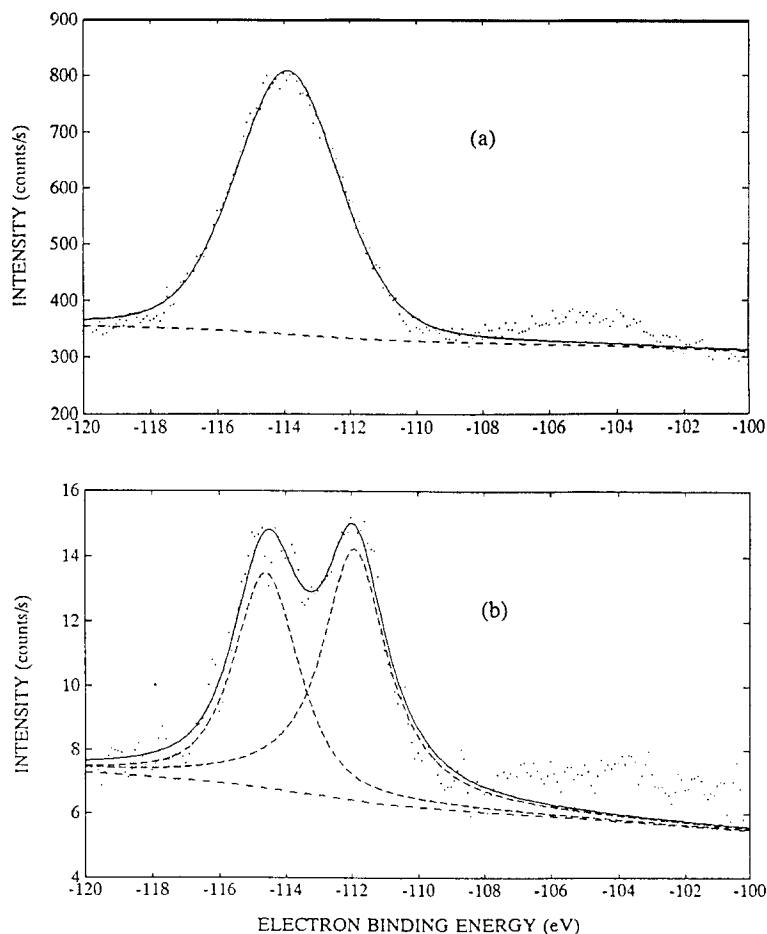 900
800
700
600
500
400
300
200
INTENSITY (counts/s)
(a)
-120 -118 -116 -114 -112 -110 -108 -106 -104 -102 -100
16
14
12
10
8
6
4
INTENSITY (counts/s)
(b)
-120 -118 -116 -114 -112 -110 -108 -106 -104 -102 -100
ELECTRON BINDING ENERGY (eV)